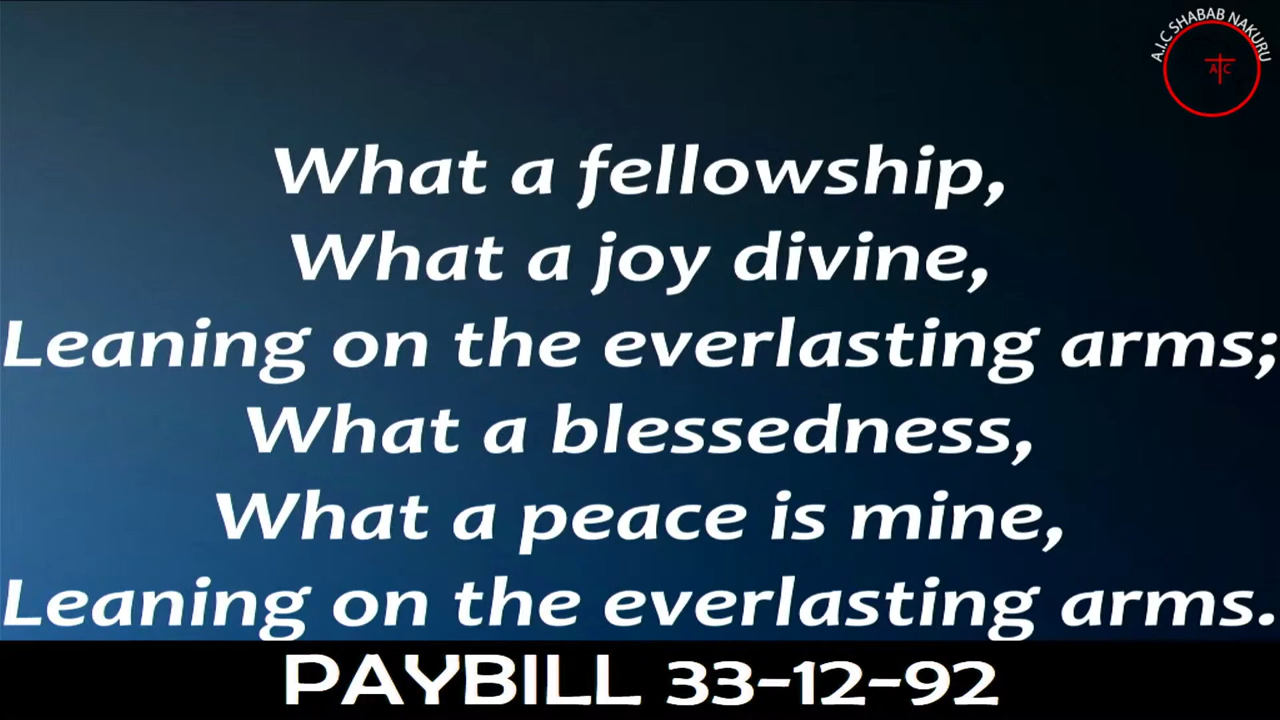 A.I.C SHABAB NAKURU
AIC
What a fellowship,
What a joy divine,
Leaning on the everlasting arms;
What a blessedness,
What a peace is mine,
Leaning on the everlasting arms.
PAYBILL 33-12-92